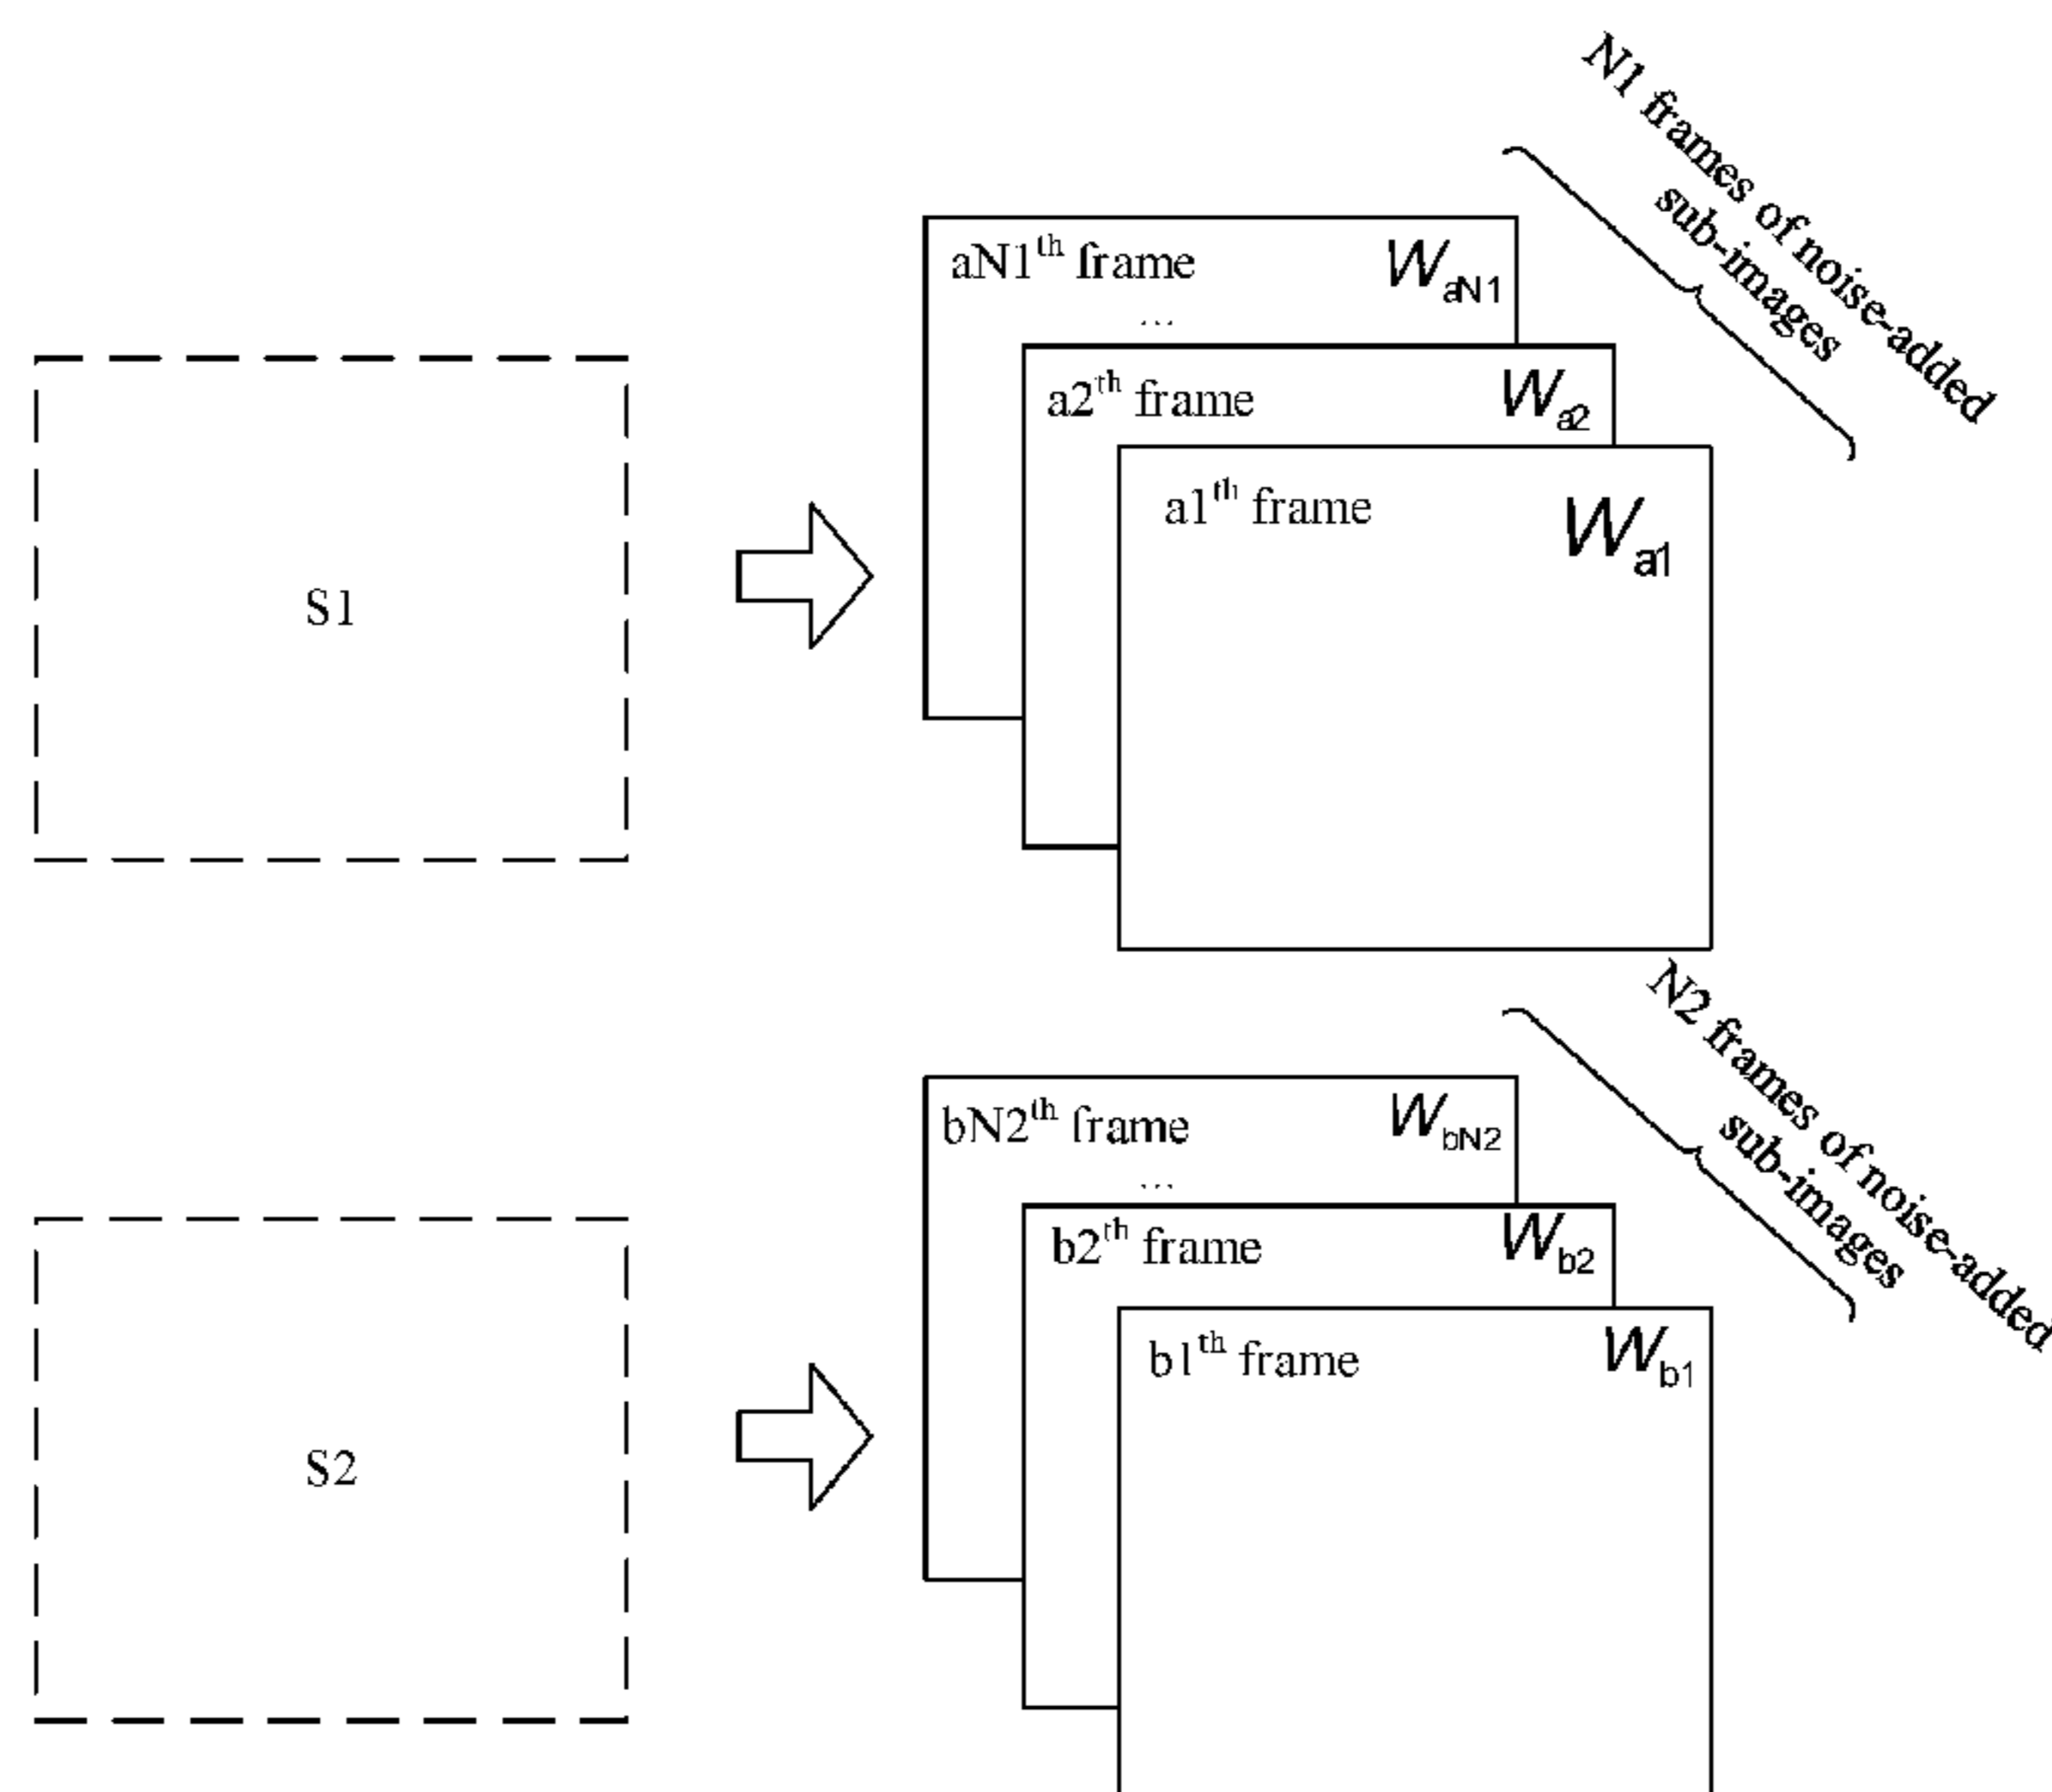 N1 frames of noise-added
sub-images
aN1th frame WaN1
...
a2th frame Wa2
a1th frame Wa1
S1
N2 frames of noise-added
sub-images
bN2th frame WbN2
...
b2th frame Wb2
b1th frame Wb1
S2